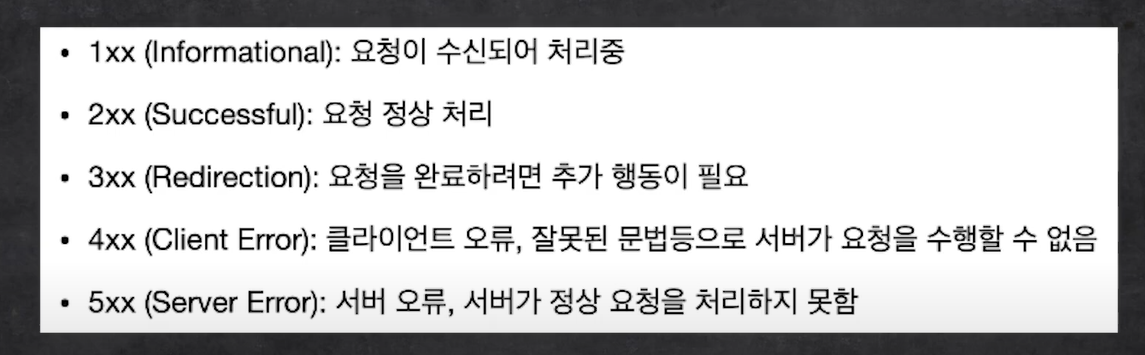 • 1xx (Informational): 요청이 수신되어 처리중
• 2xx (Successful): 요청 정상 처리
• 3xx (Redirection): 요청을 완료하려면 추가 행동이 필요
• 4xx (Client Error): 클라이언트 오류, 잘못된 문법등으로 서버가 요청을 수행할 수 없음
• 5xx (Server Error): 서버 오류, 서버가 정상 요청을 처리하지 못함